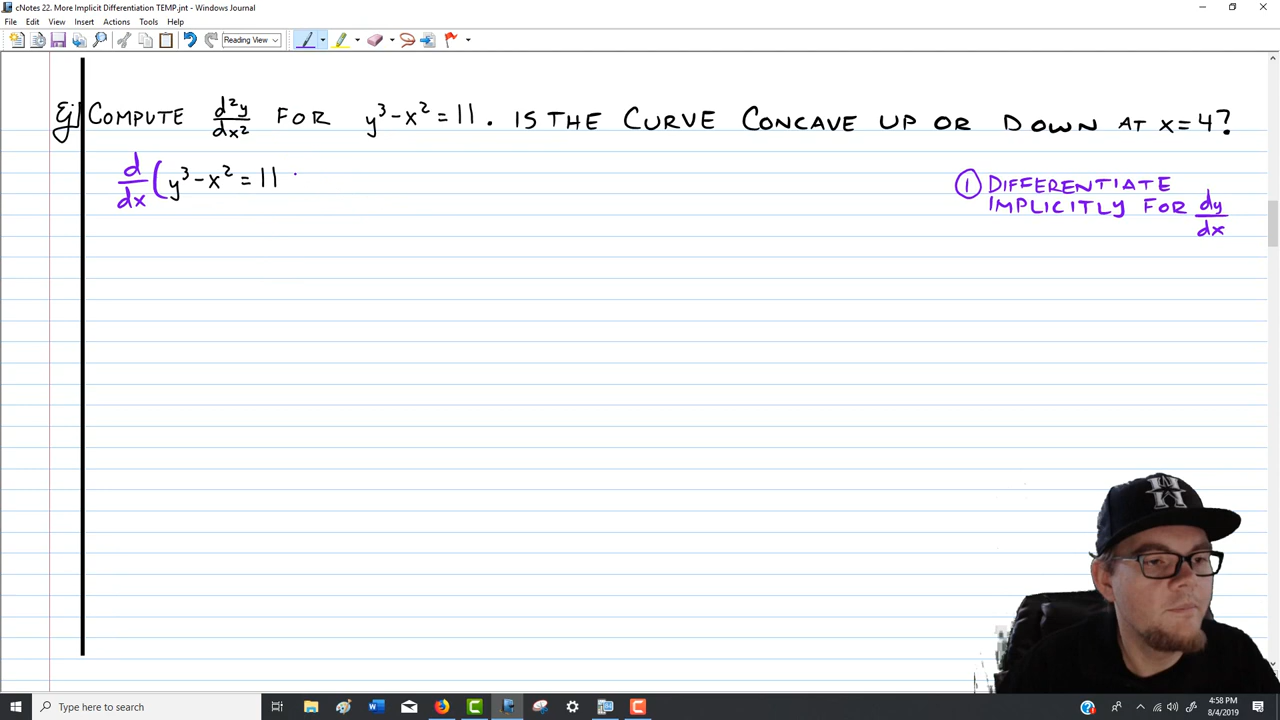 cNotes 22. More Implicit Differentiation TEMP.jnt - Windows Journal
File Edit View Insert Actions Tools Help
Reading View
Ej) COMPUTE d²y/dx² FOR y³-x²=11. IS THE CURVE CONCAVE UP OR DOWN AT x=4?
d/dx (y³-x²=11
① DIFFERENTIATE
IMPLICITLY FOR dy/dx
Type here to search
4:58 PM
8/4/2019